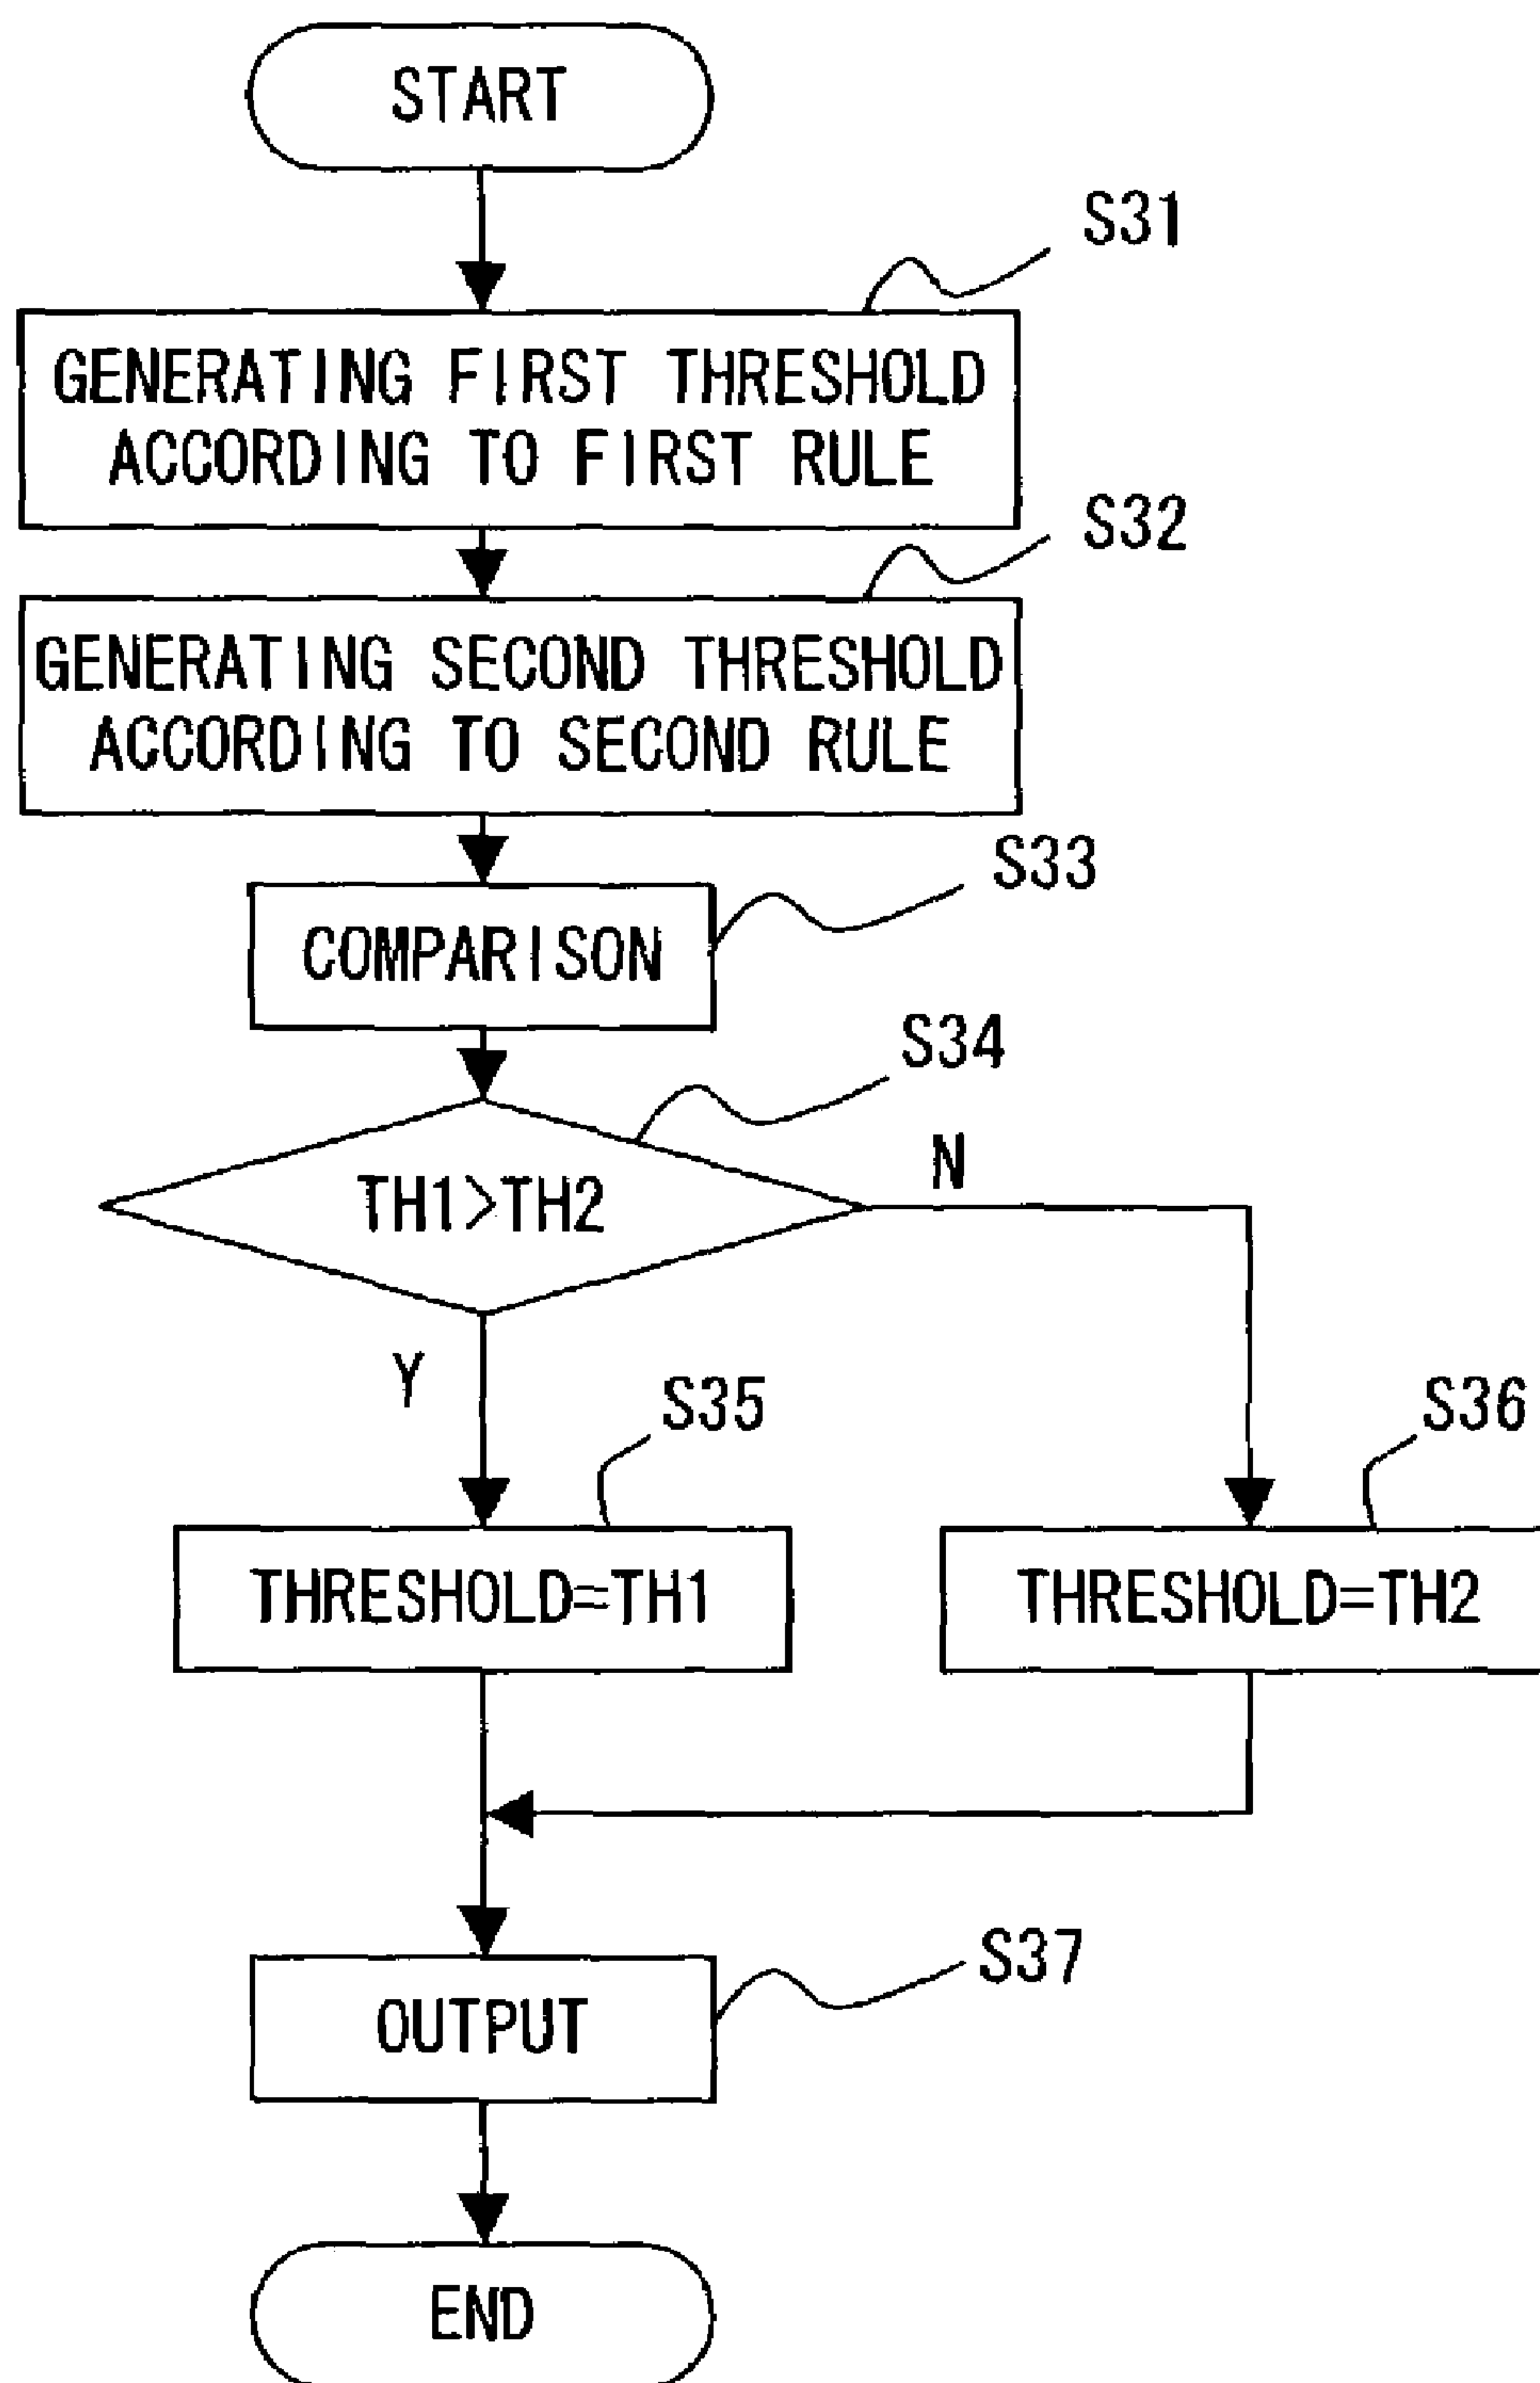 START
S31
GENERATING FIRST THRESHOLD
ACCORDING TO FIRST RULE
S32
GENERATING SECOND THRESHOLD
ACCORDING TO SECOND RULE
S33
COMPARISON
S34
TH1>TH2
N
Y
S35
S36
THRESHOLD=TH1
THRESHOLD=TH2
S37
OUTPUT
END